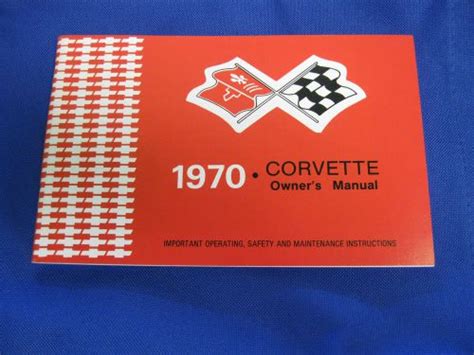 1970 • CORVETTE
Owner's Manual
IMPORTANT OPERATING, SAFETY AND MAINTENANCE INSTRUCTIONS